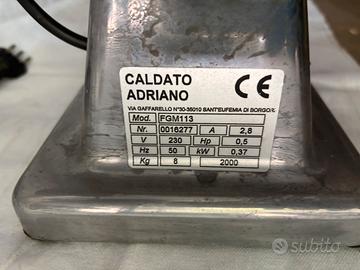 CALDATO
ADRIANO
CE
VIA GAFFARELLO N°30-35010 SANT'EUFEMIA DI BORGOR.
Mod. FGM113
Nr. 0016277 A 2,8
V 230 Hp 0,5
Hz 50 kW 0,37
Kg 8 2000
subito